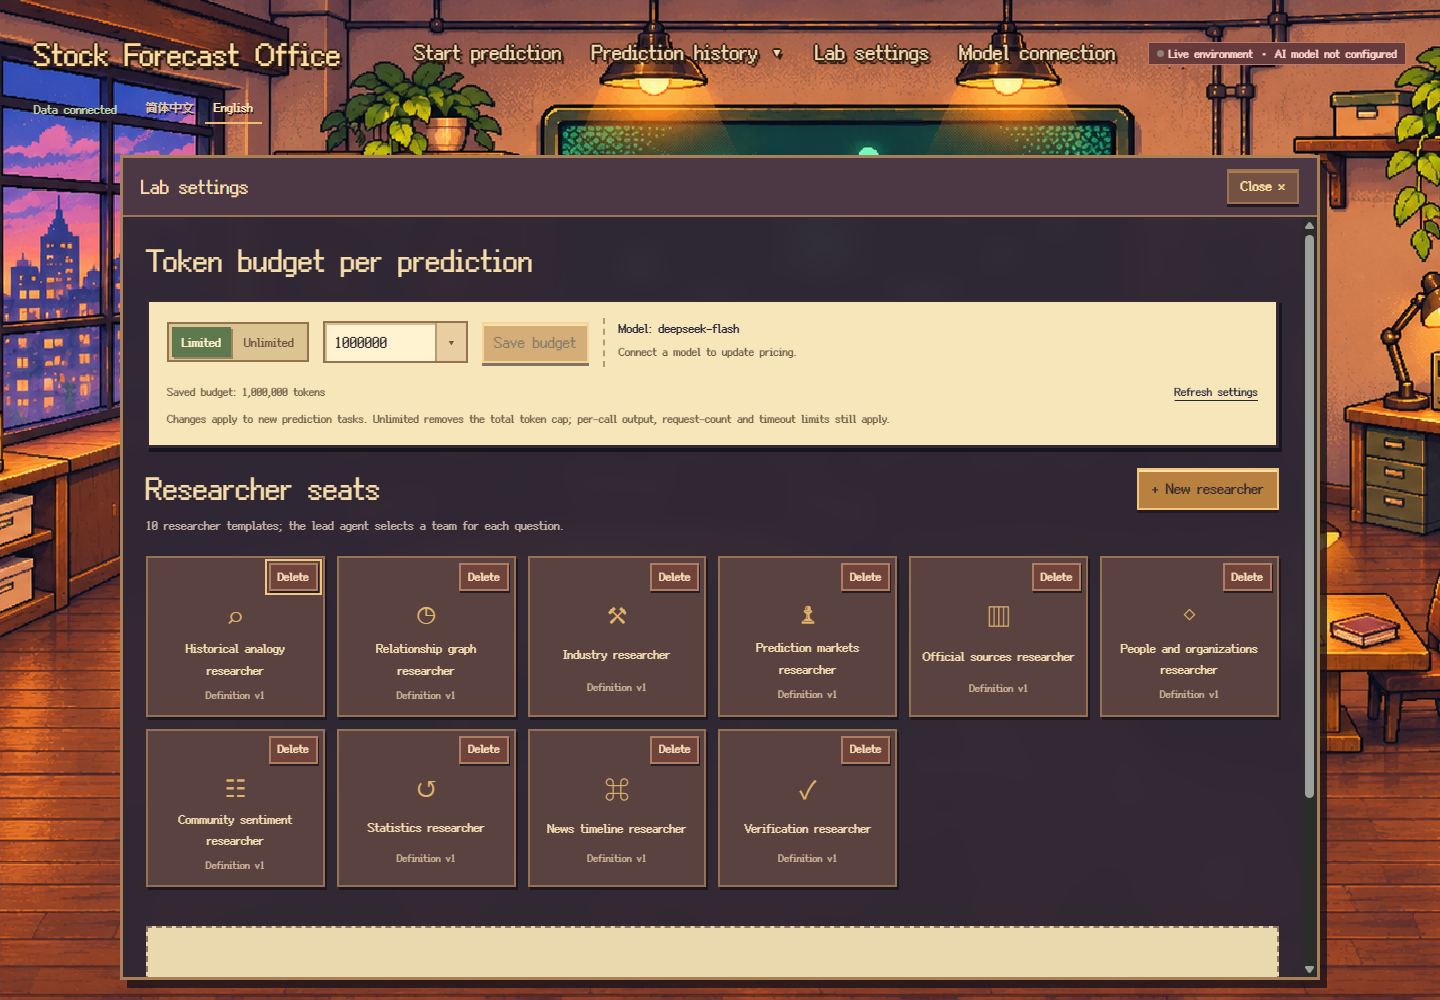 Stock Forecast Office
Start prediction
Prediction history ▼
Lab settings
Model connection
Live environment · AI model not configured
Data connected
简体中文
English
Lab settings
Close ×
Token budget per prediction
Limited
Unlimited
1000000
Save budget
Model: deepseek-flash
Connect a model to update pricing.
Saved budget: 1,000,000 tokens
Refresh settings
Changes apply to new prediction tasks. Unlimited removes the total token cap; per-call output, request-count and timeout limits still apply.
Researcher seats
+ New researcher
10 researcher templates; the lead agent selects a team for each question.
Delete
Historical analogy
researcher
Definition v1
Delete
Relationship graph
researcher
Definition v1
Delete
Industry researcher
Definition v1
Delete
Prediction markets
researcher
Definition v1
Delete
Official sources researcher
Definition v1
Delete
People and organizations
researcher
Definition v1
Delete
Community sentiment
researcher
Definition v1
Delete
Statistics researcher
Definition v1
Delete
News timeline researcher
Definition v1
Delete
Verification researcher
Definition v1